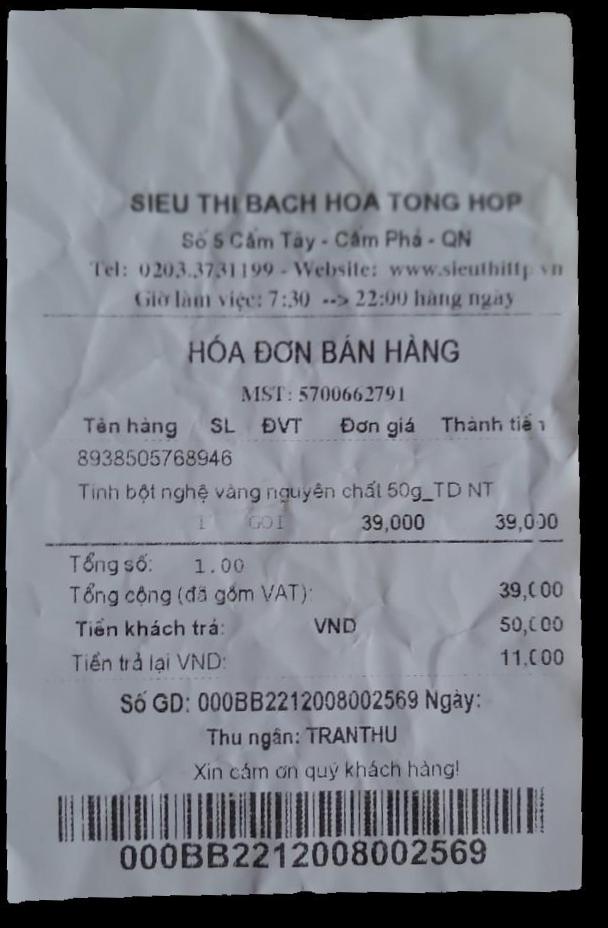 SIEU THI BACH HOA TONG HOP
Số 5 Cẩm Tây - Cẩm Phả - QN
Tel: 0203.3731199 - Website: www.sieuthittp.vn
Giờ làm việc: 7:30 --> 22:00 hàng ngày
HÓA ĐƠN BÁN HÀNG
MST: 5700662791
Tên hàng SL ĐVT Đơn giá Thành tiền
8938505768946
Tinh bột nghệ vàng nguyên chất 50g_TD NT
1 GOI 39,000 39,000
Tổng số: 1.00
Tổng cộng (đã gồm VAT): 39,000
Tiền khách trả: VND 50,000
Tiền trả lại VND: 11,000
Số GD: 000BB2212008002569 Ngày:
Thu ngân: TRANTHU
Xin cám ơn quý khách hàng!
000BB2212008002569